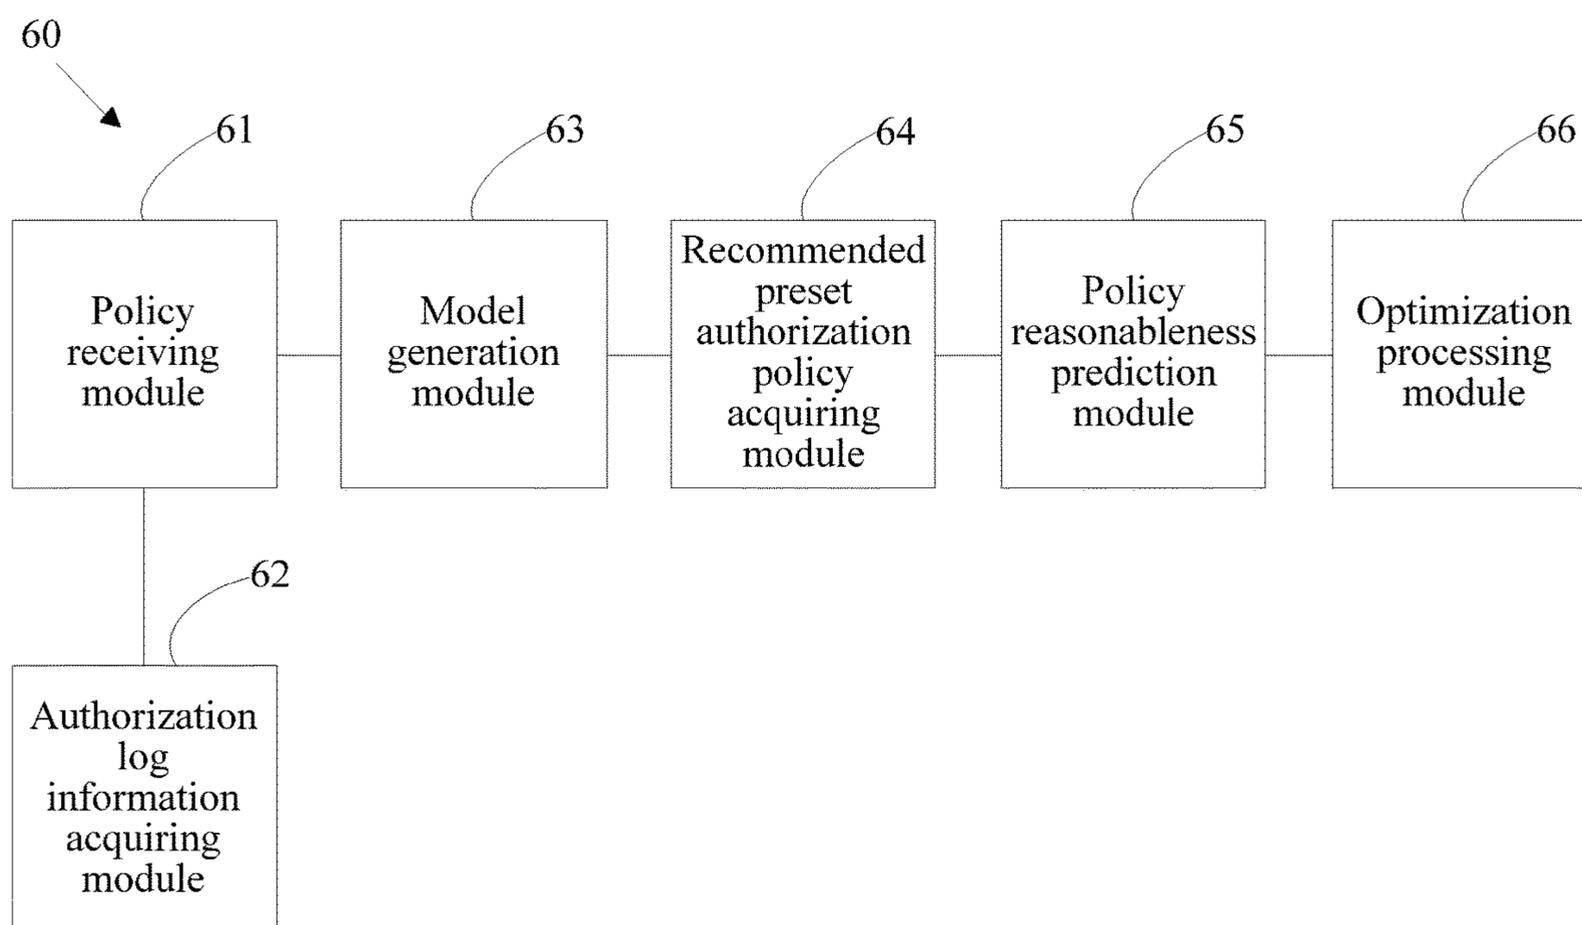 60
61
63
64
65
66
Policy
receiving
module
Model
generation
module
Recommended
preset
authorization
policy
acquiring
module
Policy
reasonableness
prediction
module
Optimization
processing
module
62
Authorization
log
information
acquiring
module